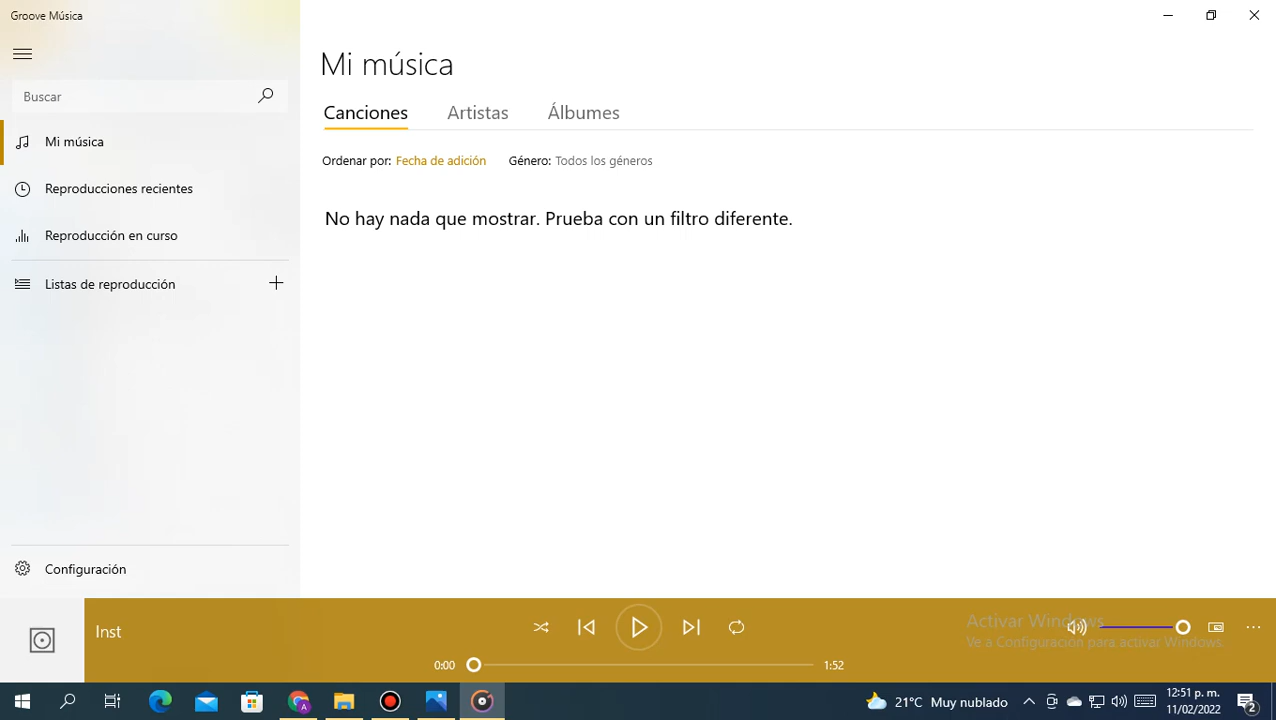 Groove Música
Buscar
Mi música
Reproducciones recientes
Reproducción en curso
Listas de reproducción
Configuración
Mi música
Canciones Artistas Álbumes
Ordenar por: Fecha de adición Género: Todos los géneros
No hay nada que mostrar. Prueba con un filtro diferente.
Inst
0:00 1:52
Activar Windows
Ve a Configuración para activar Windows.
A
21°C Muy nublado
12:51 p. m.
11/02/2022
2